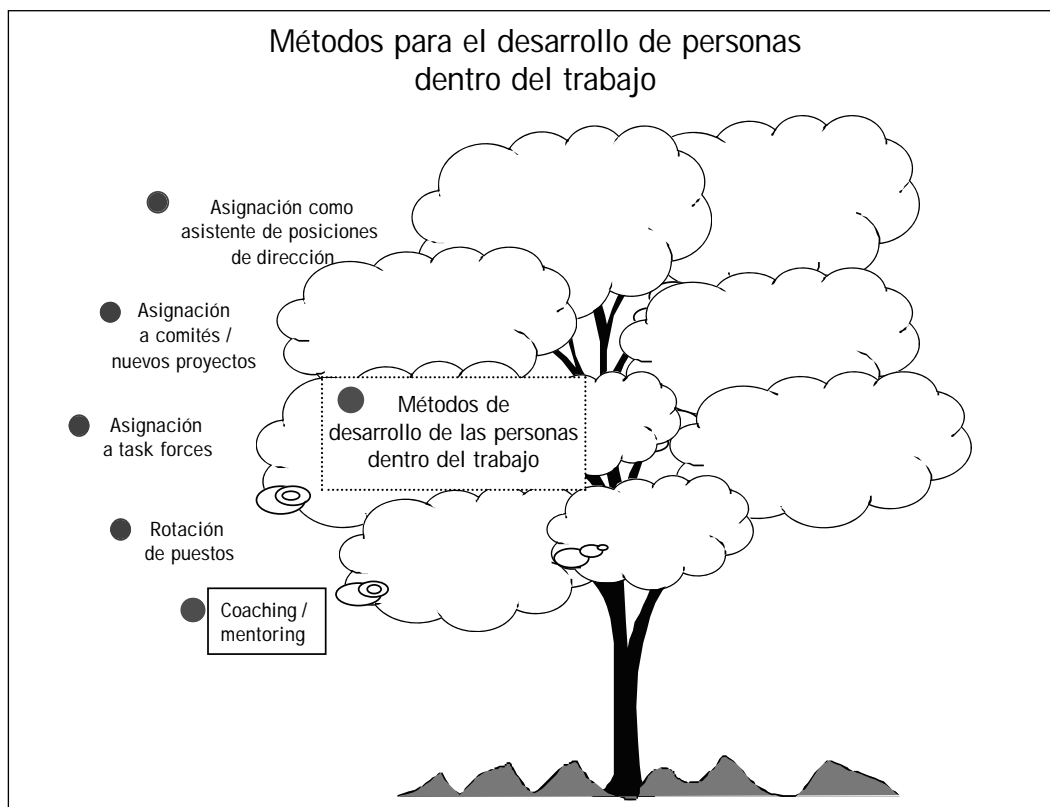 Métodos para el desarrollo de personas
dentro del trabajo
Asignación como
asistente de posiciones
de dirección
Asignación
a comités /
nuevos proyectos
Métodos de
desarrollo de las personas
dentro del trabajo
Asignación
a task forces
Rotación
de puestos
Coaching /
mentoring